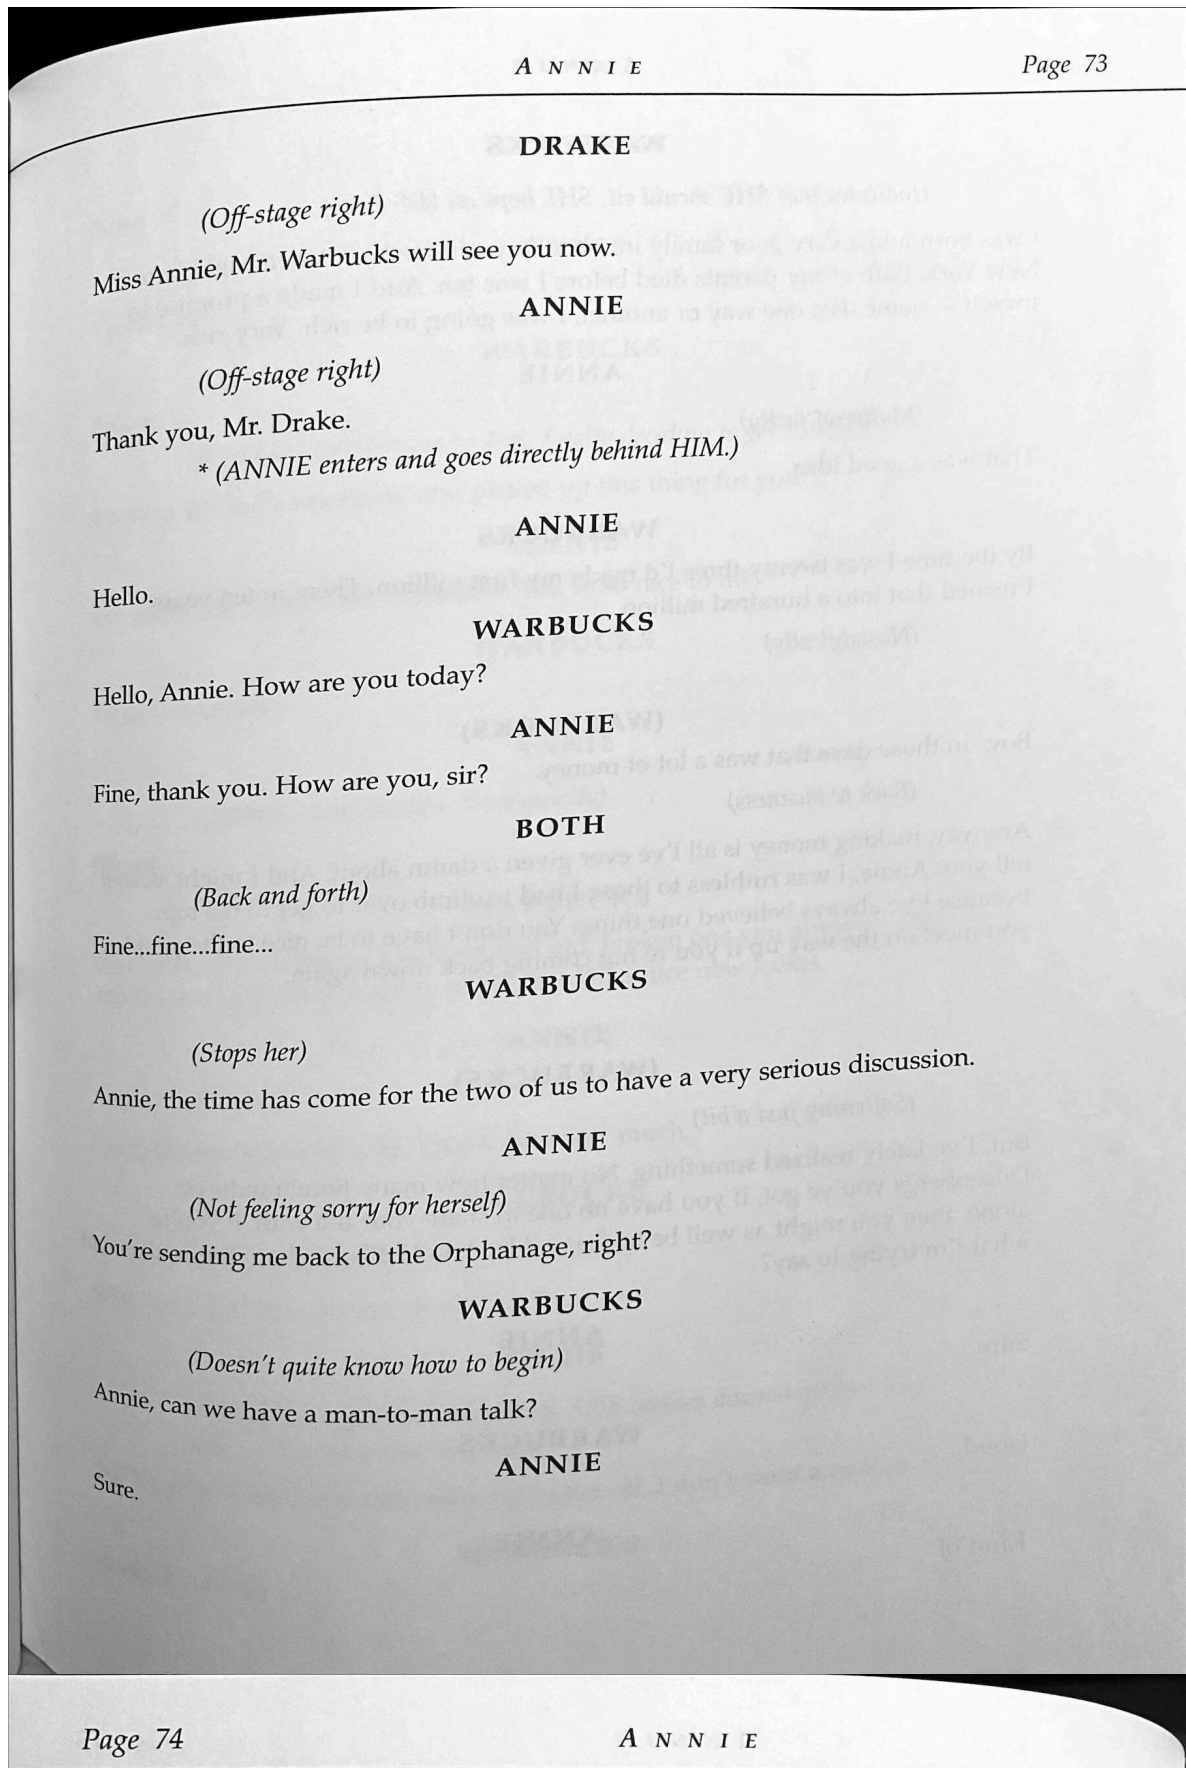 ANNIE Page 73
DRAKE
(Off-stage right)
Miss Annie, Mr. Warbucks will see you now.
ANNIE
(Off-stage right)
Thank you, Mr. Drake.
* (ANNIE enters and goes directly behind HIM.)
ANNIE
Hello.
WARBUCKS
Hello, Annie. How are you today?
ANNIE
Fine, thank you. How are you, sir?
BOTH
(Back and forth)
Fine...fine...fine...
WARBUCKS
(Stops her)
Annie, the time has come for the two of us to have a very serious discussion.
ANNIE
(Not feeling sorry for herself)
You're sending me back to the Orphanage, right?
WARBUCKS
(Doesn't quite know how to begin)
Annie, can we have a man-to-man talk?
ANNIE
Sure.
Page 74 ANNIE